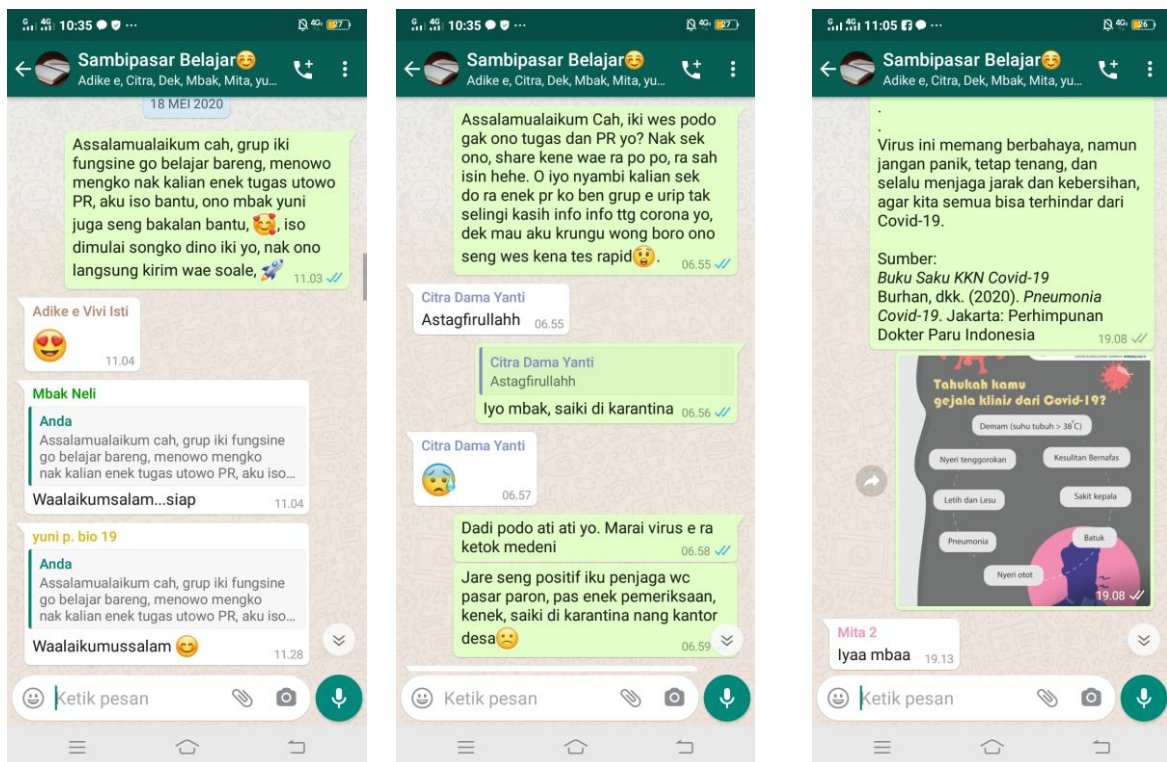 10:35
27
Sambipasar Belajar😊
Adike e, Citra, Dek, Mbak, Mita, yu...
18 MEI 2020
Assalamualaikum cah, grup iki
fungsine go belajar bareng, menowo
mengko nak kalian enek tugas utowo
PR, aku iso bantu, ono mbak yuni
juga seng bakalan bantu, 🥰, iso
dimulai songko dino iki yo, nak ono
langsung kirim wae soale, 🚀
11.03
Adike e Vivi Isti
😍
11.04
Mbak Neli
Anda
Assalamualaikum cah, grup iki fungsine
go belajar bareng, menowo mengko
nak kalian enek tugas utowo PR, aku iso...
Waalaikumsalam...siap
11.04
yuni p. bio 19
Anda
Assalamualaikum cah, grup iki fungsine
go belajar bareng, menowo mengko
nak kalian enek tugas utowo PR, aku iso...
Waalaikumussalam 😊
11.28
Ketik pesan
10:35
27
Sambipasar Belajar😊
Adike e, Citra, Dek, Mbak, Mita, yu...
Assalamualaikum Cah, iki wes podo
gak ono tugas dan PR yo? Nak sek
ono, share kene wae ra po po, ra sah
isin hehe. O iyo nyambi kalian sek
do ra enek pr ko ben grup e urip tak
selingi kasih info info ttg corona yo,
dek mau aku krungu wong boro ono
seng wes kena tes rapid😲.
06.55
Citra Dama Yanti
Astagfirullahh
06.55
Citra Dama Yanti
Astagfirullahh
Iyo mbak, saiki di karantina
06.56
Citra Dama Yanti
😰
06.57
Dadi podo ati ati yo. Marai virus e ra
ketok medeni
06.58
Jare seng positif iku penjaga wc
pasar paron, pas enek pemeriksaan,
kenek, saiki di karantina nang kantor
desa🙁
06.59
Ketik pesan
11:05
26
Sambipasar Belajar😊
Adike e, Citra, Dek, Mbak, Mita, yu...
.
.
Virus ini memang berbahaya, namun
jangan panik, tetap tenang, dan
selalu menjaga jarak dan kebersihan,
agar kita semua bisa terhindar dari
Covid-19.
Sumber:
Buku Saku KKN Covid-19
Burhan, dkk. (2020). Pneumonia
Covid-19. Jakarta: Perhimpunan
Dokter Paru Indonesia
19.08
Tahukah kamu
gejala klinis dari Covid-19?
Demam (suhu tubuh > 38°C)
Nyeri tenggorokan
Kesulitan Bernafas
Letih dan Lesu
Sakit kepala
Pneumonia
Batuk
Nyeri otot
19.08
Mita 2
Iyaa mbaa
19.13
Ketik pesan